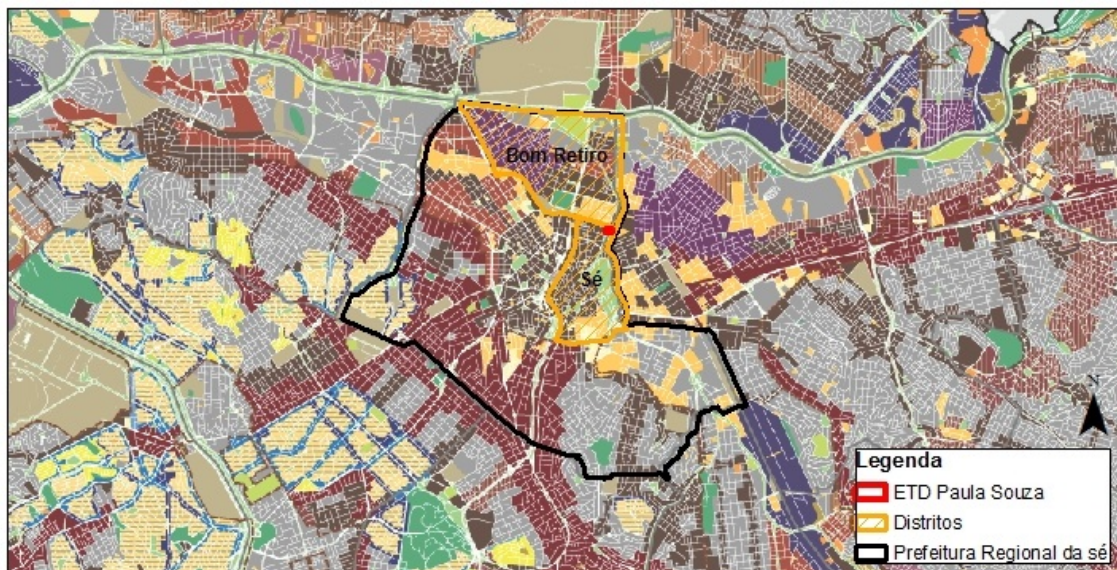 Bom Retiro
Sé
N
Legenda
ETD Paula Souza
Distritos
Prefeitura Regional da sé